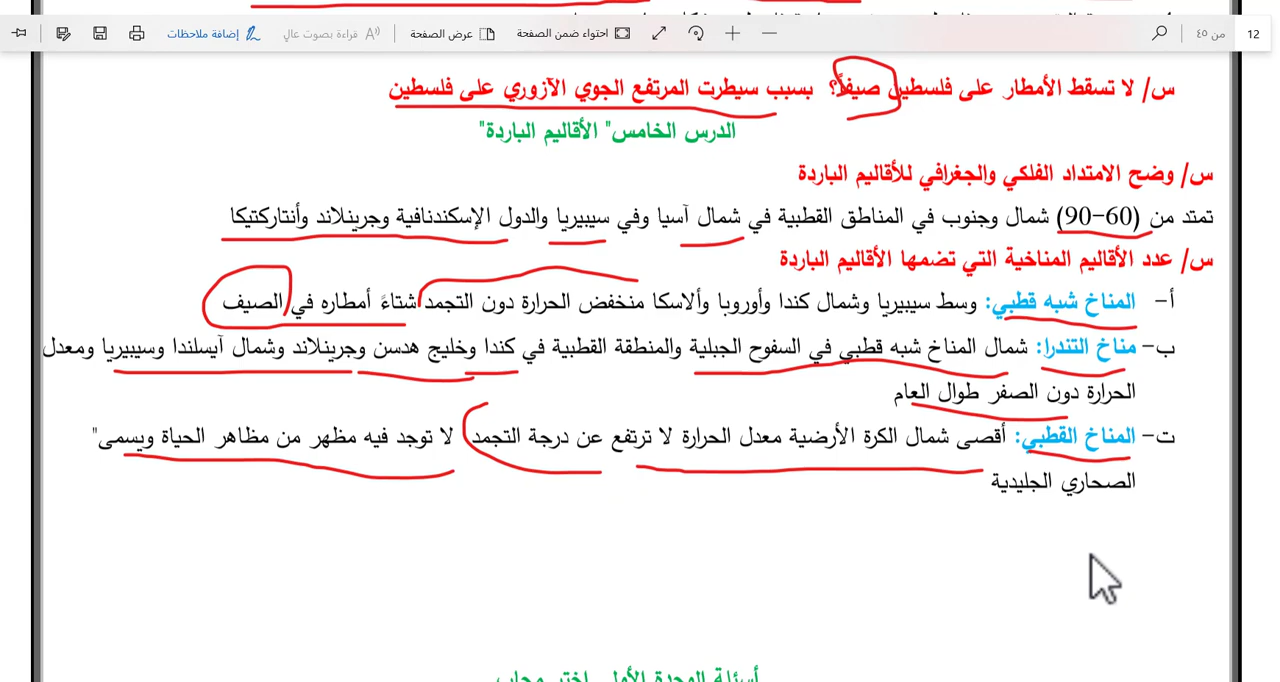 12 من ٤٥ احتواء ضمن الصفحة عرض الصفحة قراءة بصوت عالٍ إضافة ملاحظات
س/ لا تسقط الأمطار على فلسطين صيفاً؟ بسبب سيطرت المرتفع الجوي الآزوري على فلسطين
الدرس الخامس" الأقاليم الباردة"
س/ وضح الامتداد الفلكي والجغرافي للأقاليم الباردة
تمتد من (60-90) شمال وجنوب في المناطق القطبية في شمال آسيا وفي سيبيريا والدول الإسكندنافية وجرينلاند وأنتاركتيكا
س/ عدد الأقاليم المناخية التي تضمها الأقاليم الباردة
أ- المناخ شبه قطبي: وسط سيبيريا وشمال كندا وأوروبا وألاسكا منخفض الحرارة دون التجمد شتاءً أمطاره في الصيف
ب- مناخ التندرا: شمال المناخ شبه قطبي في السفوح الجبلية والمنطقة القطبية في كندا وخليج هدسن وجرينلاند وشمال آيسلندا وسيبيريا ومعدل
الحرارة دون الصفر طوال العام
ت- المناخ القطبي: أقصى شمال الكرة الأرضية معدل الحرارة لا ترتفع عن درجة التجمد لا توجد فيه مظهر من مظاهر الحياة ويسمى"
الصحاري الجليدية
أسئلة الوحدة الأولى